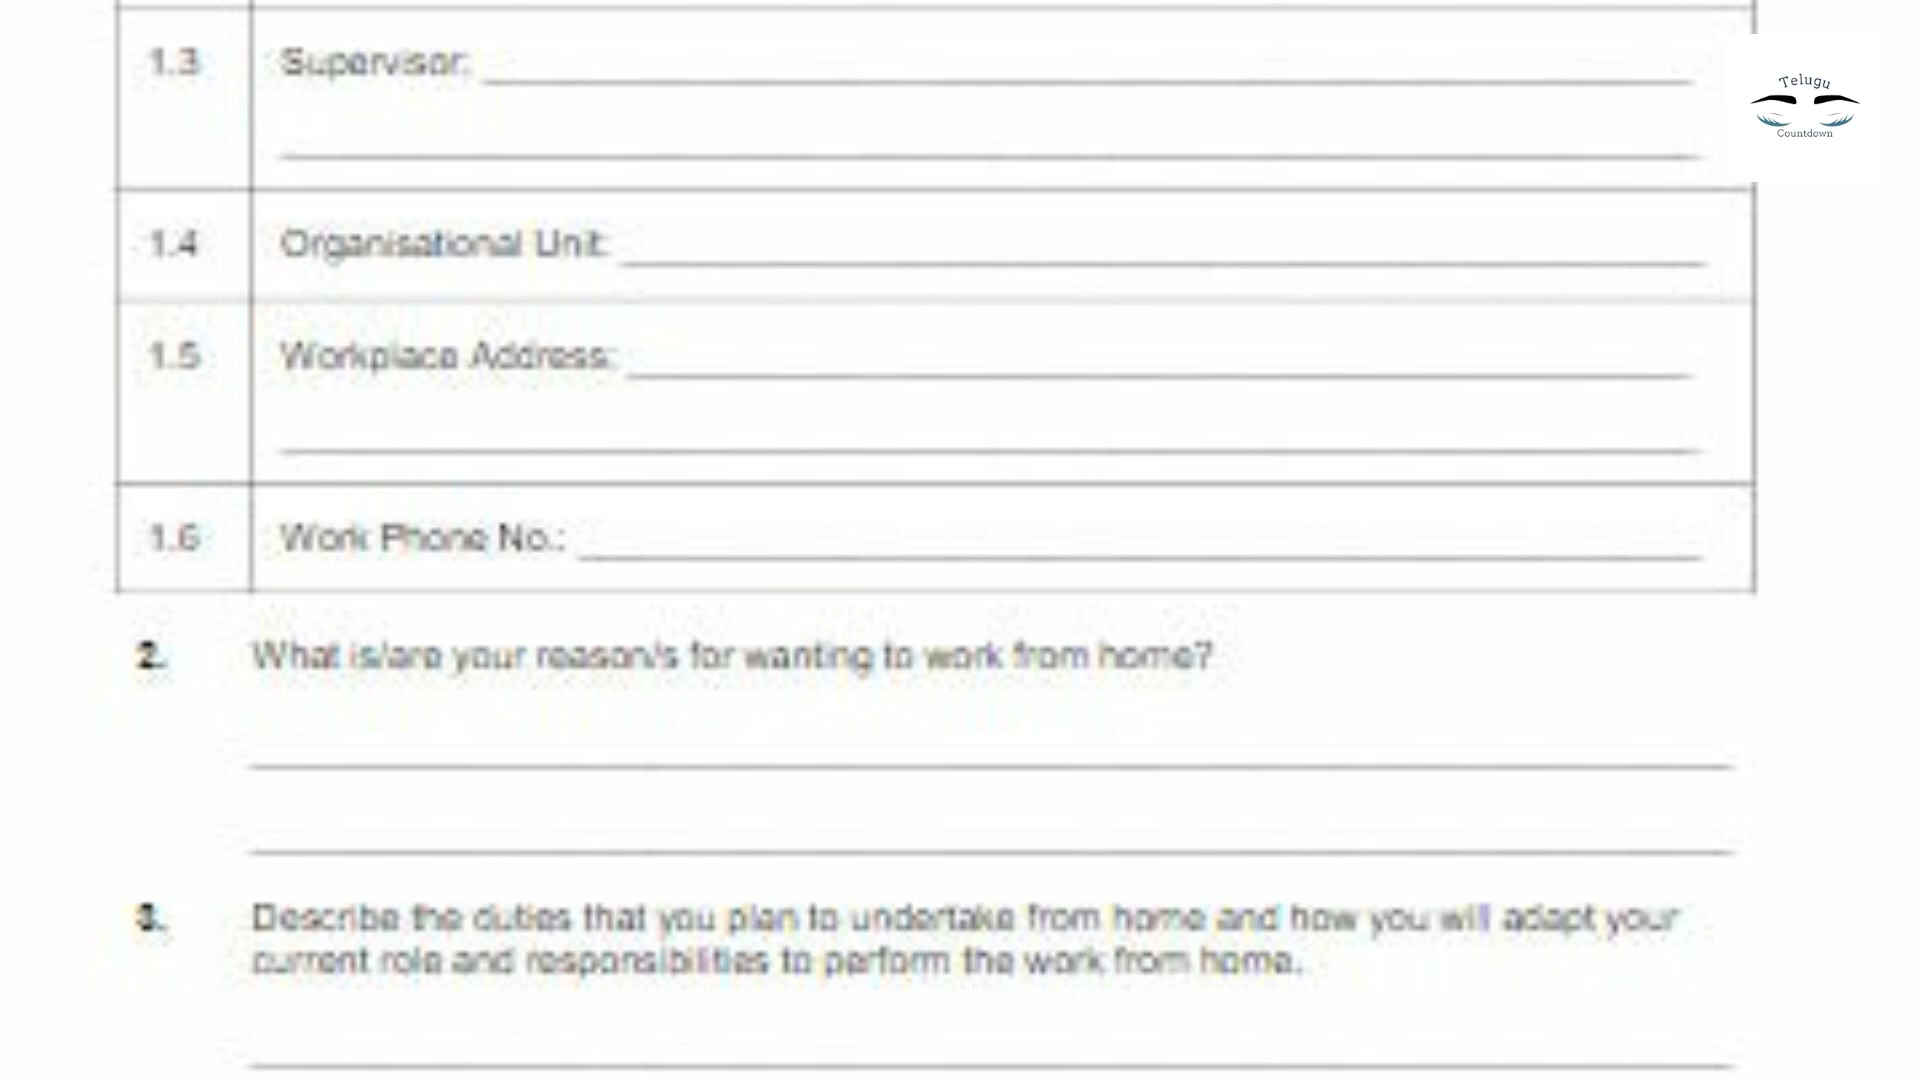 1.3 Supervisor:
Telugu
Countdown
1.4 Organisational Unit:
1.5 Workplace Address:
1.6 Work Phone No.:
2. What is/are your reason/s for wanting to work from home?
3. Describe the duties that you plan to undertake from home and how you will adapt your
current role and responsibilities to perform the work from home.